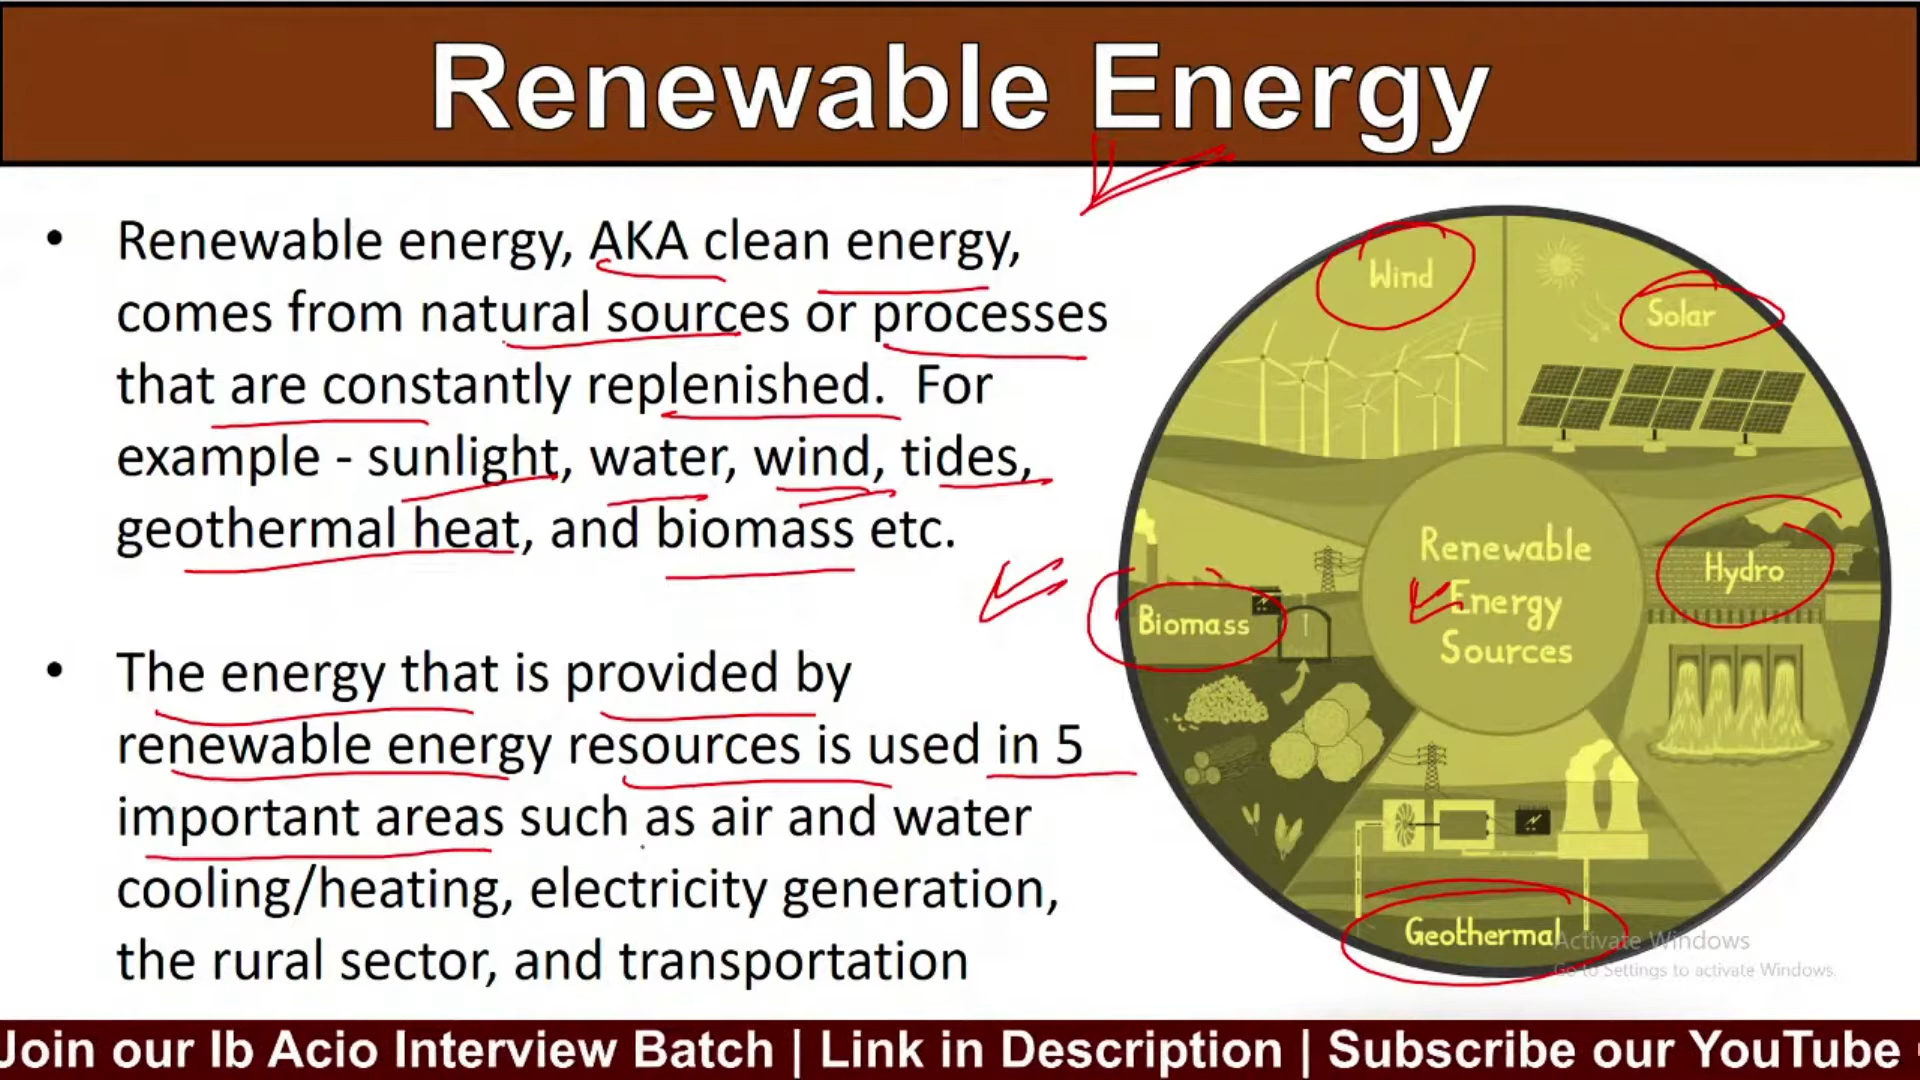 Renewable Energy
• Renewable energy, AKA clean energy,
comes from natural sources or processes
that are constantly replenished. For
example - sunlight, water, wind, tides,
geothermal heat, and biomass etc.
• The energy that is provided by
renewable energy resources is used in 5
important areas such as air and water
cooling/heating, electricity generation,
the rural sector, and transportation
Wind
Solar
Hydro
Biomass
Renewable
Energy
Sources
Geothermal
Activate Windows
Go to Settings to activate Windows.
Join our Ib Acio Interview Batch | Link in Description | Subscribe our YouTube